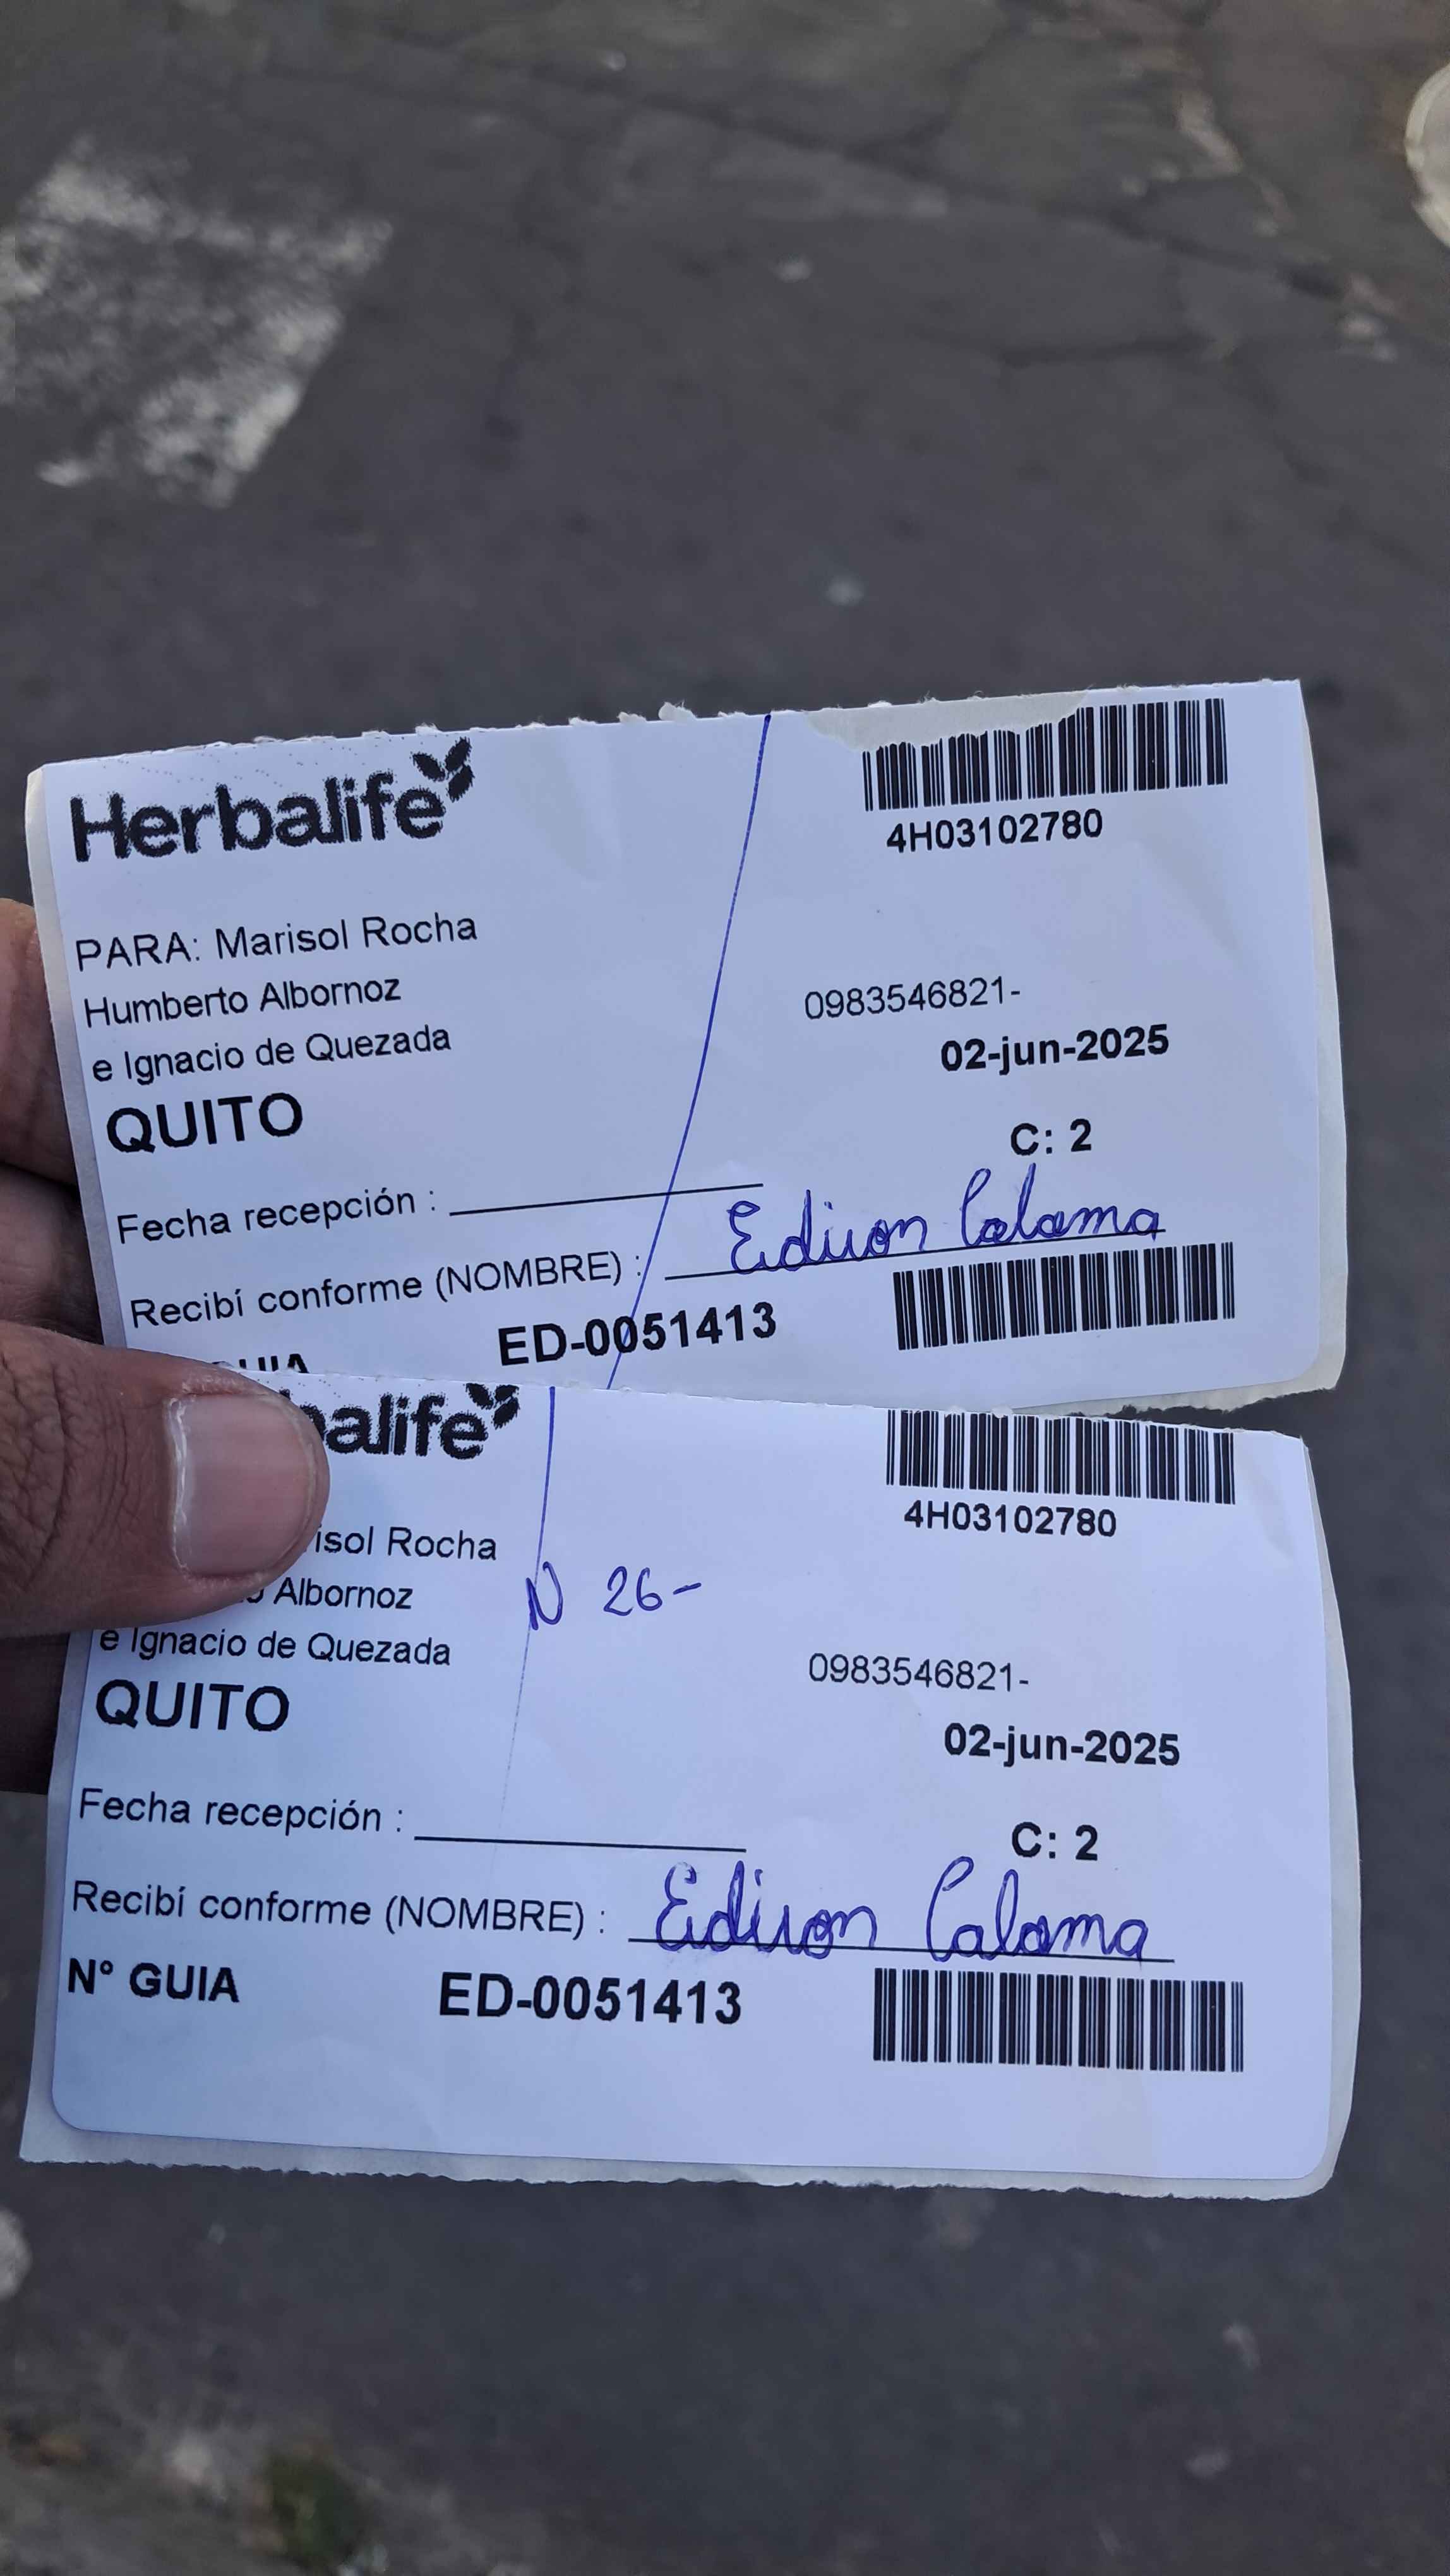 Herbalife
4H03102780
PARA: Marisol Rocha
Humberto Albornoz
0983546821-
e Ignacio de Quezada
02-jun-2025
QUITO
C: 2
Fecha recepción :
Recibí conforme (NOMBRE) : Edison Calama
UIA ED-0051413
balife
4H03102780
isol Rocha
Albornoz
N 26-
e Ignacio de Quezada
0983546821-
QUITO
02-jun-2025
Fecha recepción :
C: 2
Recibí conforme (NOMBRE) : Edison Calama
N° GUIA ED-0051413